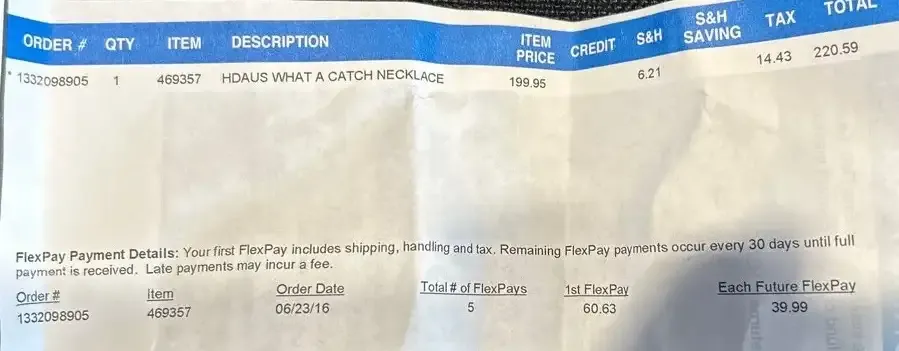 ORDER # QTY ITEM DESCRIPTION ITEM PRICE CREDIT S&H S&H SAVING TAX TOTAL
* 1332098905 1 469357 HDAUS WHAT A CATCH NECKLACE 199.95 6.21 14.43 220.59
FlexPay Payment Details: Your first FlexPay includes shipping, handling and tax. Remaining FlexPay payments occur every 30 days until full
payment is received. Late payments may incur a fee.
Order # Item Order Date Total # of FlexPays 1st FlexPay Each Future FlexPay
1332098905 469357 06/23/16 5 60.63 39.99